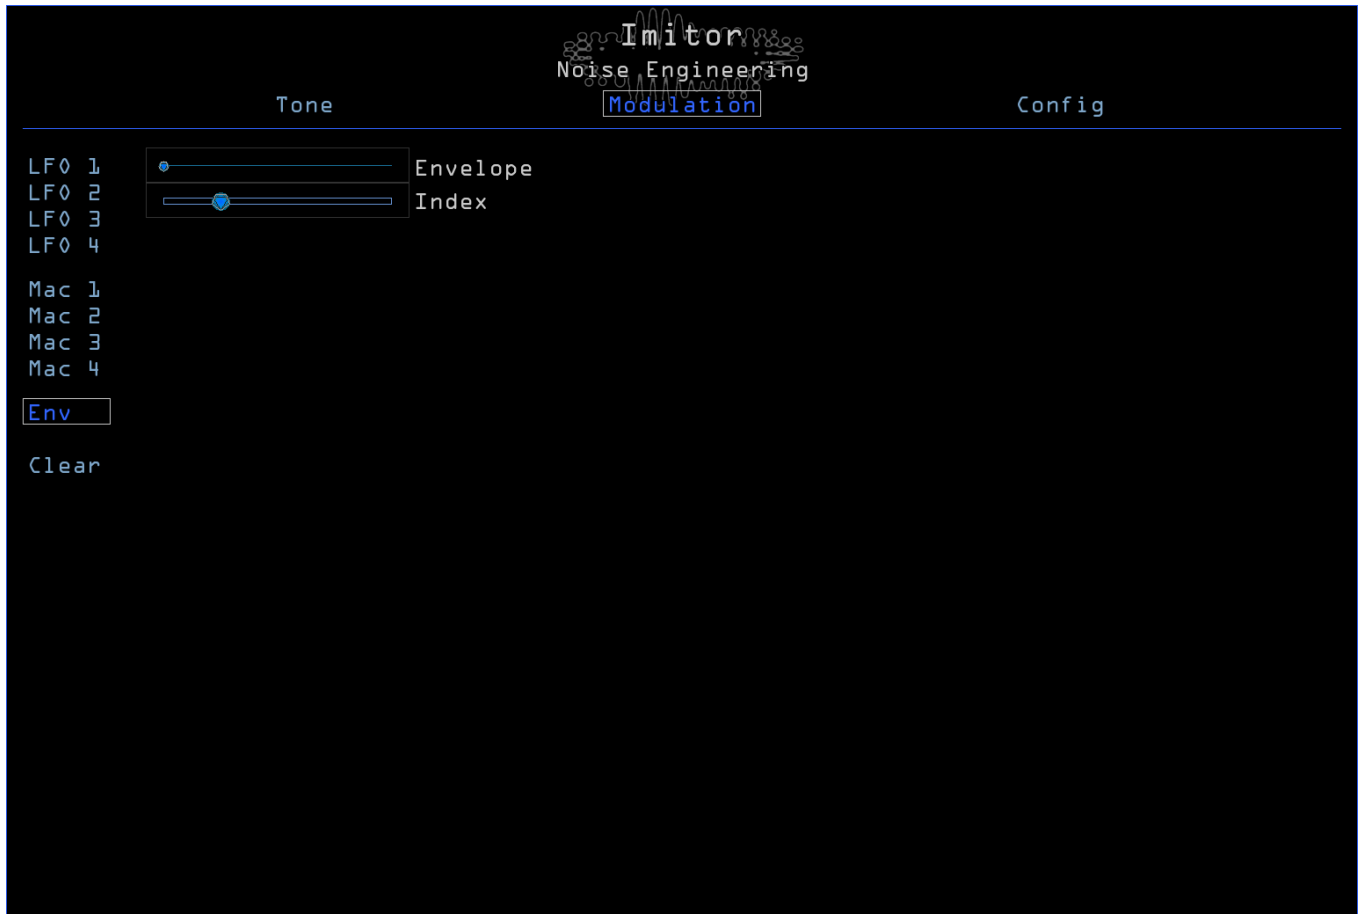 Imitor
Noise Engineering
Tone Modulation Config
LFO 1
LFO 2
LFO 3
LFO 4
Mac 1
Mac 2
Mac 3
Mac 4
Env
Clear
Envelope
Index